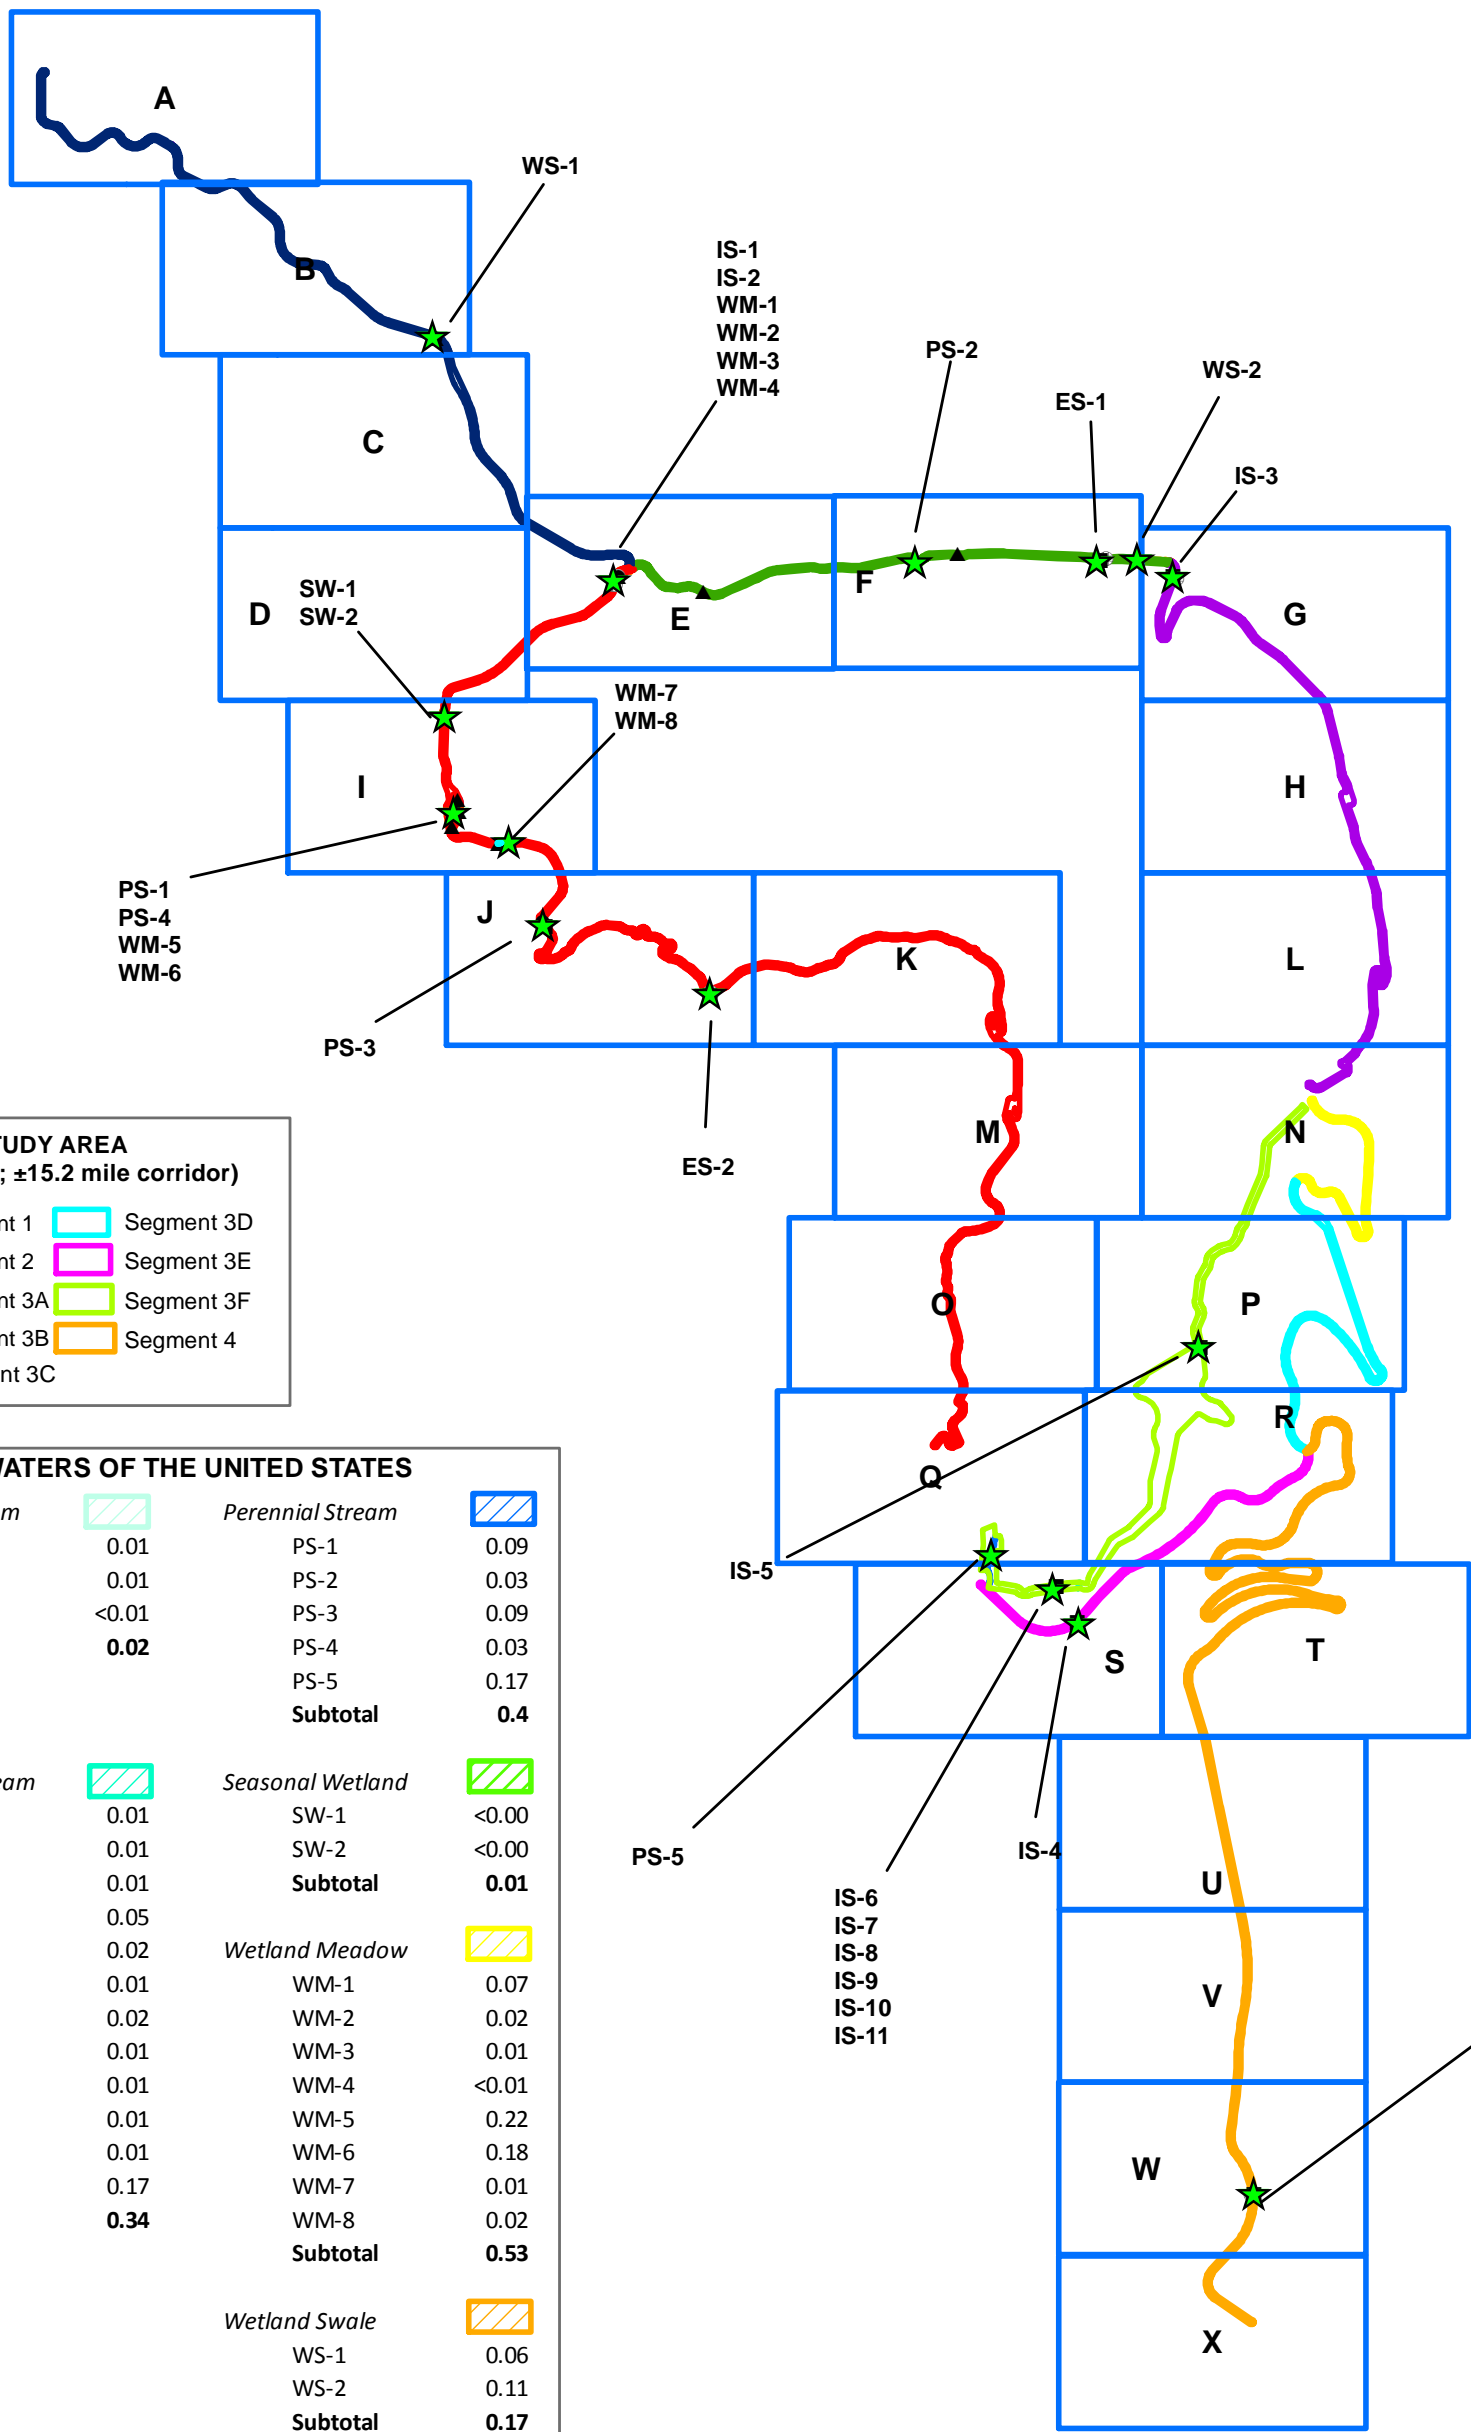 A
WS-1
B
IS-1
IS-2
WM-1
WM-2
WM-3
WM-4
PS-2
WS-2
ES-1
C
IS-3
SW-1
SW-2
D
E
F
G
WM-7
WM-8
I
H
PS-1
PS-4
WM-5
WM-6
J
K
L
PS-3
M
N
ES-2
TUDY AREA
; ±15.2 mile corridor)
nt 1 Segment 3D
nt 2 Segment 3E
nt 3A Segment 3F
nt 3B Segment 4
nt 3C
O
P
R
Q
IS-5
S
T
PS-5
IS-4
U
IS-6
IS-7
IS-8
IS-9
IS-10
IS-11
V
W
X
WATERS OF THE UNITED STATES
m Perennial Stream
0.01 PS-1 0.09
0.01 PS-2 0.03
<0.01 PS-3 0.09
0.02 PS-4 0.03
PS-5 0.17
Subtotal 0.4
eam Seasonal Wetland
0.01 SW-1 <0.00
0.01 SW-2 <0.00
0.01 Subtotal 0.01
0.05
0.02 Wetland Meadow
0.01 WM-1 0.07
0.02 WM-2 0.02
0.01 WM-3 0.01
0.01 WM-4 <0.01
0.01 WM-5 0.22
0.01 WM-6 0.18
0.17 WM-7 0.01
0.34 WM-8 0.02
Subtotal 0.53
Wetland Swale
WS-1 0.06
WS-2 0.11
Subtotal 0.17